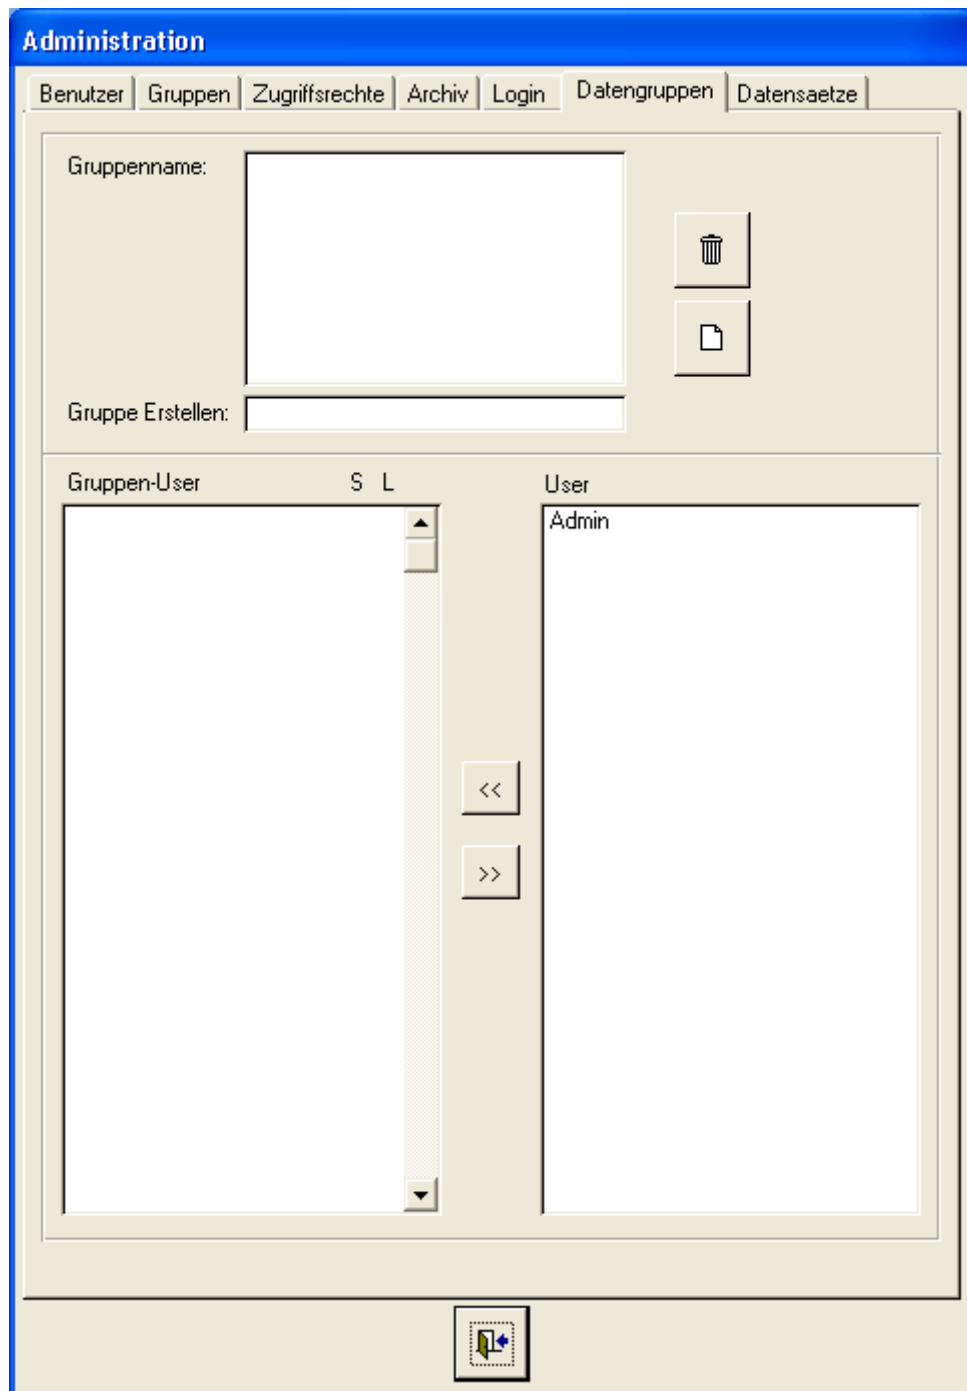 Administration
Benutzer Gruppen Zugriffsrechte Archiv Login Datengruppen Datensaetze
Gruppenname:
Gruppe Erstellen:
Gruppen-User S L User
Admin
<<
>>